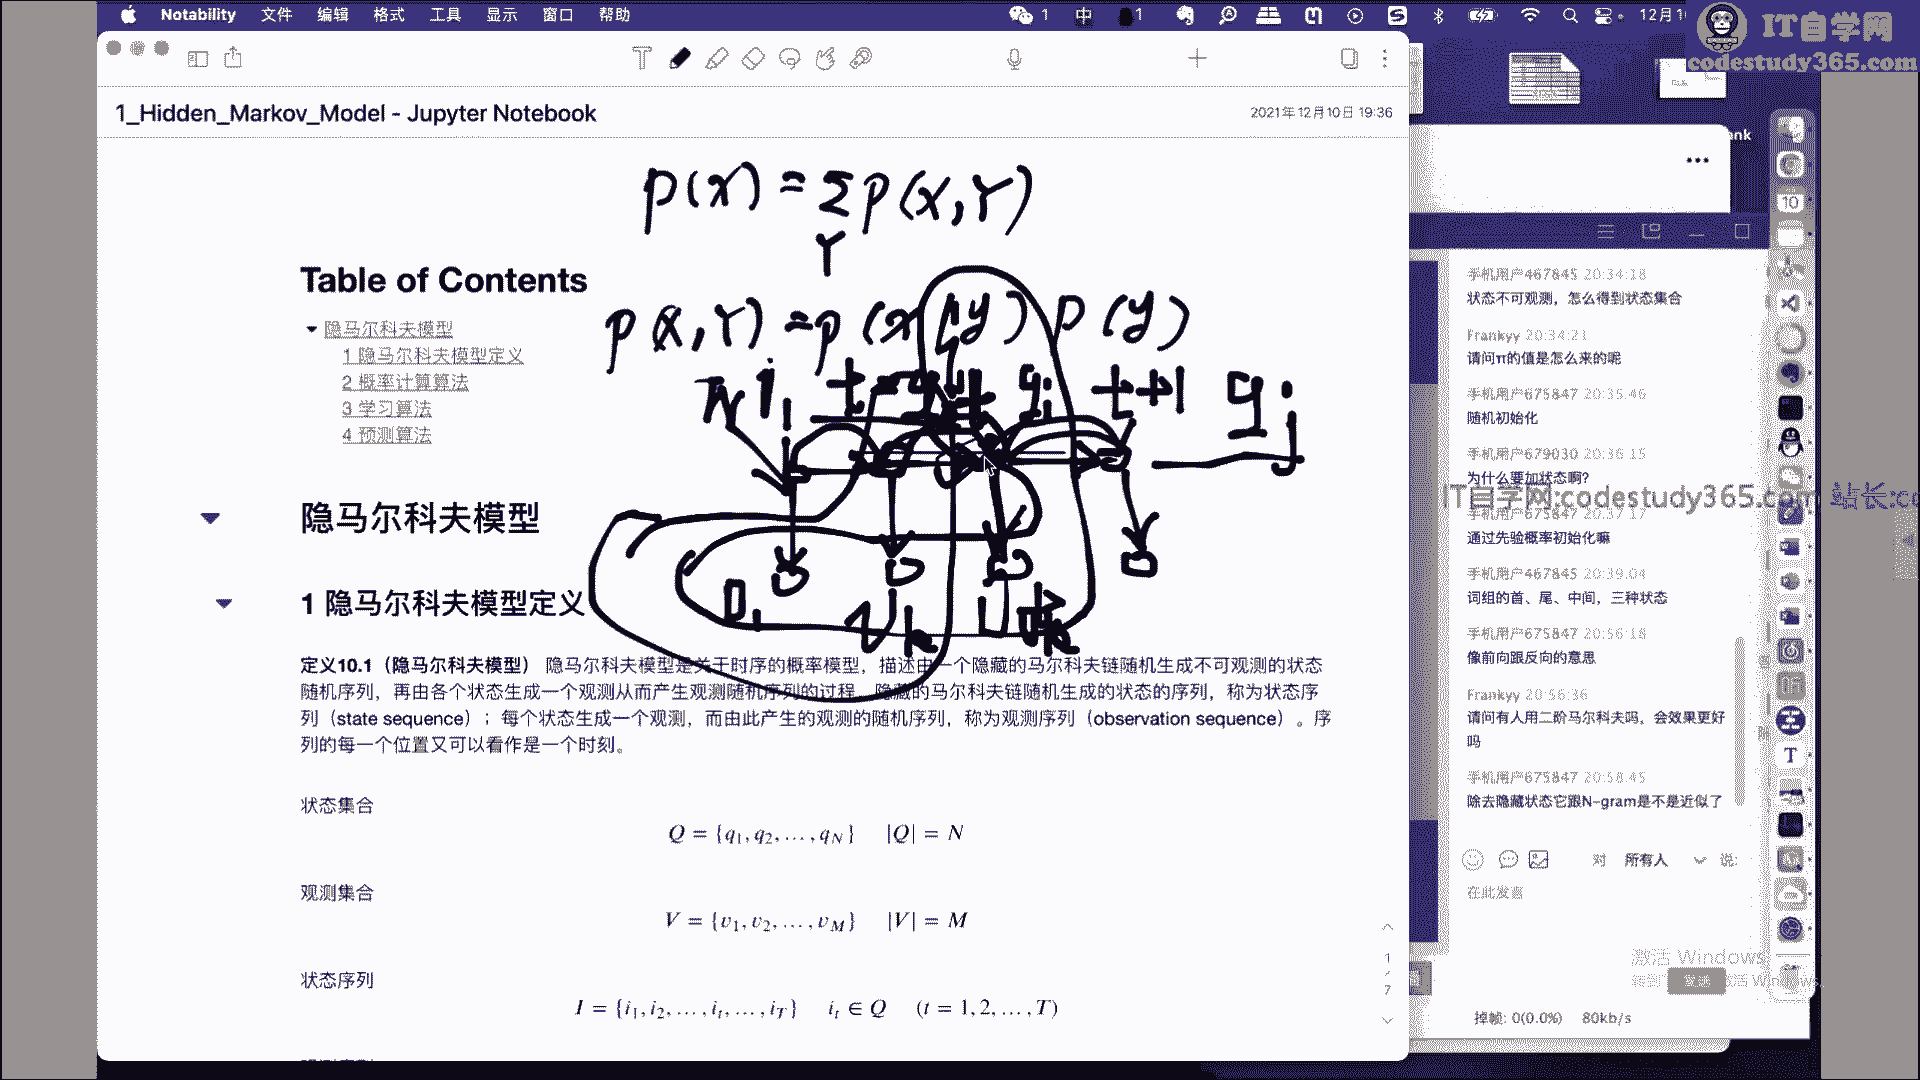 Notability 文件 编辑 格式 工具 显示 窗口 帮助
1 中 1 12月1
IT自学网
codestudy365.com
1_Hidden_Markov_Model - Jupyter Notebook
2021年12月10日 19:36
p(x) = Σ p(x,Y)
Y
p(x,Y) = p(x|y) p(y)
π i₁ t-1 t qᵢ t+1 qⱼ
O₁ Vk
Table of Contents
隐马尔科夫模型
1 隐马尔科夫模型定义
2 概率计算算法
3 学习算法
4 预测算法
隐马尔科夫模型
1 隐马尔科夫模型定义
定义10.1（隐马尔科夫模型） 隐马尔科夫模型是关于时序的概率模型，描述由一个隐藏的马尔科夫链随机生成不可观测的状态
随机序列，再由各个状态生成一个观测从而产生观测随机序列的过程。隐藏的马尔科夫链随机生成的状态的序列，称为状态序
列（state sequence）；每个状态生成一个观测，而由此产生的观测的随机序列，称为观测序列（observation sequence）。序
列的每一个位置又可以看作是一个时刻。
状态集合
Q = {q₁, q₂, …, q_N} |Q| = N
观测集合
V = {v₁, v₂, …, v_M} |V| = M
状态序列
I = {i₁, i₂, …, i_t, …, i_T} i_t ∈ Q (t = 1, 2, …, T)
1
7
ank
10
手机用户467845 20:34:18
状态不可观测，怎么得到状态集合
Frankyy 20:34:21
请问π的值是怎么来的呢
手机用户675847 20:35:46
随机初始化
手机用户679030 20:36:15
为什么要加状态啊?
IT自学网:codestudy365.com 站长:co
手机用户675847 20:37:17
通过先验概率初始化嘛
手机用户467845 20:39:04
词组的首、尾、中间，三种状态
手机用户675847 20:56:18
像前向跟反向的意思
Frankyy 20:56:36
请问有人用二阶马尔科夫吗，会效果更好
吗
手机用户675847 20:58:45
除去隐藏状态它跟N-gram是不是近似了
对 所有人 说:
在此发言
激活 Windows
发送
掉帧: 0(0.0%) 80kb/s